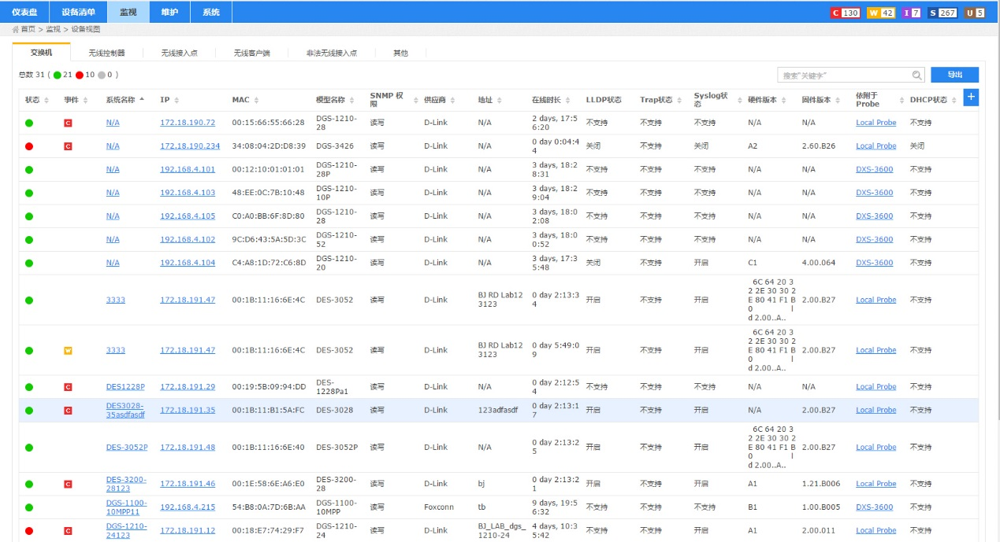 仪表盘 设备清单 监视 维护 系统 C 130 W 42 I 7 S 267 U 5
首页 > 监视 > 设备视图
交换机 无线控制器 无线接入点 无线客户端 非法无线接入点 其他
总数 31 ( 21 10 0 ) 搜索"关键字" 导出
状态 事件 系统名称 IP MAC 模型名称 SNMP 权限 供应商 地址 在线时长 LLDP状态 Trap状态 Syslog状态 硬件版本 固件版本 依附于 Probe DHCP状态 +
C N/A 172.18.190.72 00:15:66:55:66:28 DGS-1210-28 读写 D-Link N/A 2 days, 17:56:20 不支持 不支持 不支持 N/A N/A Local Probe 不支持
C N/A 172.18.190.234 34:08:04:2D:D8:39 DGS-3426 读写 D-Link N/A 0 day 0:04:44 关闭 不支持 关闭 A2 2.60.B26 Local Probe 关闭
N/A 192.168.4.101 00:12:10:01:01:01 DGS-1210-28P 读写 D-Link N/A 3 days, 18:28:31 不支持 不支持 不支持 N/A N/A DXS-3600 不支持
N/A 192.168.4.103 48:EE:0C:7B:10:48 DGS-1210-10P 读写 D-Link N/A 3 days, 18:29:04 不支持 不支持 不支持 N/A N/A DXS-3600 不支持
N/A 192.168.4.105 C0:A0:BB:6F:8D:80 DGS-1210-28 读写 D-Link N/A 3 days, 18:02:08 不支持 不支持 不支持 N/A N/A DXS-3600 不支持
N/A 192.168.4.102 9C:D6:43:5A:5D:3C DGS-1210-52 读写 D-Link N/A 3 days, 18:00:52 不支持 不支持 不支持 N/A N/A DXS-3600 不支持
N/A 192.168.4.104 C4:A8:1D:72:C6:8D DGS-1210-20 读写 D-Link N/A 3 days, 17:35:48 关闭 不支持 开启 C1 4.00.064 DXS-3600 不支持
3333 172.18.191.47 00:1B:11:16:6E:4C DES-3052 读写 D-Link BJ RD Lab123123 0 day 2:13:34 开启 不支持 开启 6C 64 20 32 2E 30 30 2E 80 41 F1 B0 ld 2.00..A.. 2.00.B27 Local Probe 不支持
W 3333 172.18.191.47 00:1B:11:16:6E:4C DES-3052 读写 D-Link BJ RD Lab123123 0 day 5:49:09 开启 不支持 开启 6C 64 20 32 2E 30 30 2E 80 41 F1 B0 ld 2.00..A.. 2.00.B27 Local Probe 不支持
C DES1228P 172.18.191.29 00:19:5B:09:94:DD DES-1228Pa1 读写 D-Link N/A 0 day 2:12:54 不支持 不支持 不支持 N/A N/A Local Probe 不支持
C DES3028-35asdfasdf 172.18.191.35 00:1B:11:B1:5A:FC DES-3028 读写 D-Link 123adfasdf 0 day 2:13:17 开启 不支持 开启 N/A 2.00.B27 Local Probe 不支持
DES-3052P 172.18.191.48 00:1B:11:16:6E:40 DES-3052P 读写 D-Link N/A 0 day 2:13:25 开启 不支持 开启 6C 64 20 32 2E 30 30 2E 80 41 F1 B0 ld 2.00..A.. 2.00.B27 Local Probe 不支持
C DES-3200-28123 172.18.191.46 00:1E:58:6E:A6:E0 DES-3200-28 读写 D-Link bj 0 day 2:13:21 开启 不支持 开启 A1 1.21.B006 Local Probe 不支持
DGS-1100-10MPP11 192.168.4.215 54:B8:0A:7D:6B:AA DGS-1100-10MPP 读写 Foxconn tb 9 days, 19:56:32 不支持 不支持 不支持 B1 1.00.B005 DXS-3600 不支持
C DGS-1210-24123 172.18.191.12 00:18:E7:74:29:F7 DGS-1210-24 读写 D-Link BJ_LAB_dgs_1210-24 4 days, 10:35:42 不支持 不支持 开启 A1 2.00.011 Local Probe 不支持